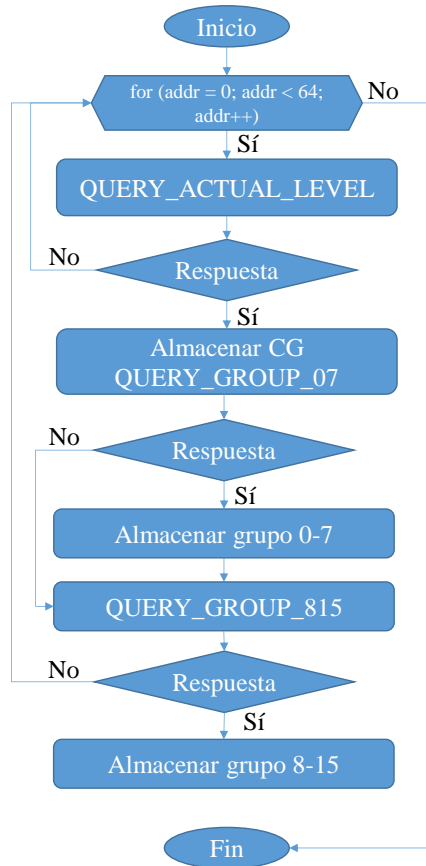 Inicio
for (addr = 0; addr < 64;
addr++)
No
Sí
QUERY_ACTUAL_LEVEL
No
Respuesta
Sí
Almacenar CG
QUERY_GROUP_07
No
Respuesta
Sí
Almacenar grupo 0-7
QUERY_GROUP_815
No
Respuesta
Sí
Almacenar grupo 8-15
Fin